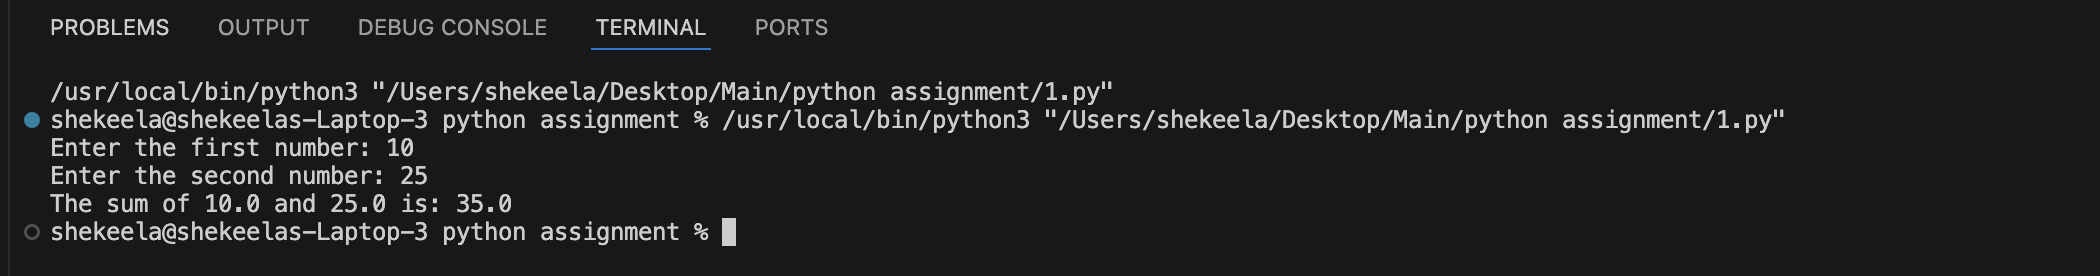 PROBLEMS OUTPUT DEBUG CONSOLE TERMINAL PORTS
/usr/local/bin/python3 "/Users/shekeela/Desktop/Main/python assignment/1.py"
shekeela@shekeelas-Laptop-3 python assignment % /usr/local/bin/python3 "/Users/shekeela/Desktop/Main/python assignment/1.py"
Enter the first number: 10
Enter the second number: 25
The sum of 10.0 and 25.0 is: 35.0
shekeela@shekeelas-Laptop-3 python assignment %